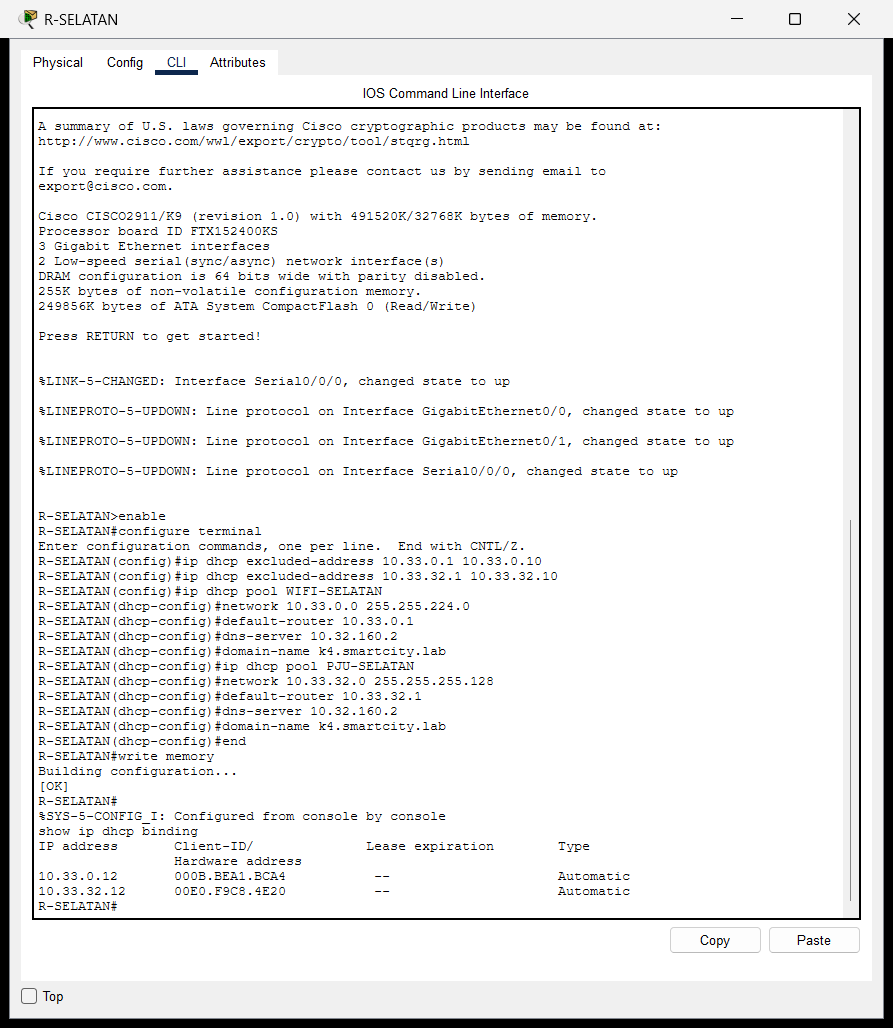 R-SELATAN
Physical Config CLI Attributes
IOS Command Line Interface
A summary of U.S. laws governing Cisco cryptographic products may be found at:
http://www.cisco.com/wwl/export/crypto/tool/stqrg.html
If you require further assistance please contact us by sending email to
export@cisco.com.
Cisco CISCO2911/K9 (revision 1.0) with 491520K/32768K bytes of memory.
Processor board ID FTX152400KS
3 Gigabit Ethernet interfaces
2 Low-speed serial(sync/async) network interface(s)
DRAM configuration is 64 bits wide with parity disabled.
255K bytes of non-volatile configuration memory.
249856K bytes of ATA System CompactFlash 0 (Read/Write)
Press RETURN to get started!
%LINK-5-CHANGED: Interface Serial0/0/0, changed state to up
%LINEPROTO-5-UPDOWN: Line protocol on Interface GigabitEthernet0/0, changed state to up
%LINEPROTO-5-UPDOWN: Line protocol on Interface GigabitEthernet0/1, changed state to up
%LINEPROTO-5-UPDOWN: Line protocol on Interface Serial0/0/0, changed state to up
R-SELATAN>enable
R-SELATAN#configure terminal
Enter configuration commands, one per line.  End with CNTL/Z.
R-SELATAN(config)#ip dhcp excluded-address 10.33.0.1 10.33.0.10
R-SELATAN(config)#ip dhcp excluded-address 10.33.32.1 10.33.32.10
R-SELATAN(config)#ip dhcp pool WIFI-SELATAN
R-SELATAN(dhcp-config)#network 10.33.0.0 255.255.224.0
R-SELATAN(dhcp-config)#default-router 10.33.0.1
R-SELATAN(dhcp-config)#dns-server 10.32.160.2
R-SELATAN(dhcp-config)#domain-name k4.smartcity.lab
R-SELATAN(dhcp-config)#ip dhcp pool PJU-SELATAN
R-SELATAN(dhcp-config)#network 10.33.32.0 255.255.255.128
R-SELATAN(dhcp-config)#default-router 10.33.32.1
R-SELATAN(dhcp-config)#dns-server 10.32.160.2
R-SELATAN(dhcp-config)#domain-name k4.smartcity.lab
R-SELATAN(dhcp-config)#end
R-SELATAN#write memory
Building configuration...
[OK]
R-SELATAN#
%SYS-5-CONFIG_I: Configured from console by console
show ip dhcp binding
IP address       Client-ID/              Lease expiration        Type
                 Hardware address
10.33.0.12       000B.BEA1.BCA4           --                     Automatic
10.33.32.12      00E0.F9C8.4E20           --                     Automatic
R-SELATAN#
Copy Paste
Top